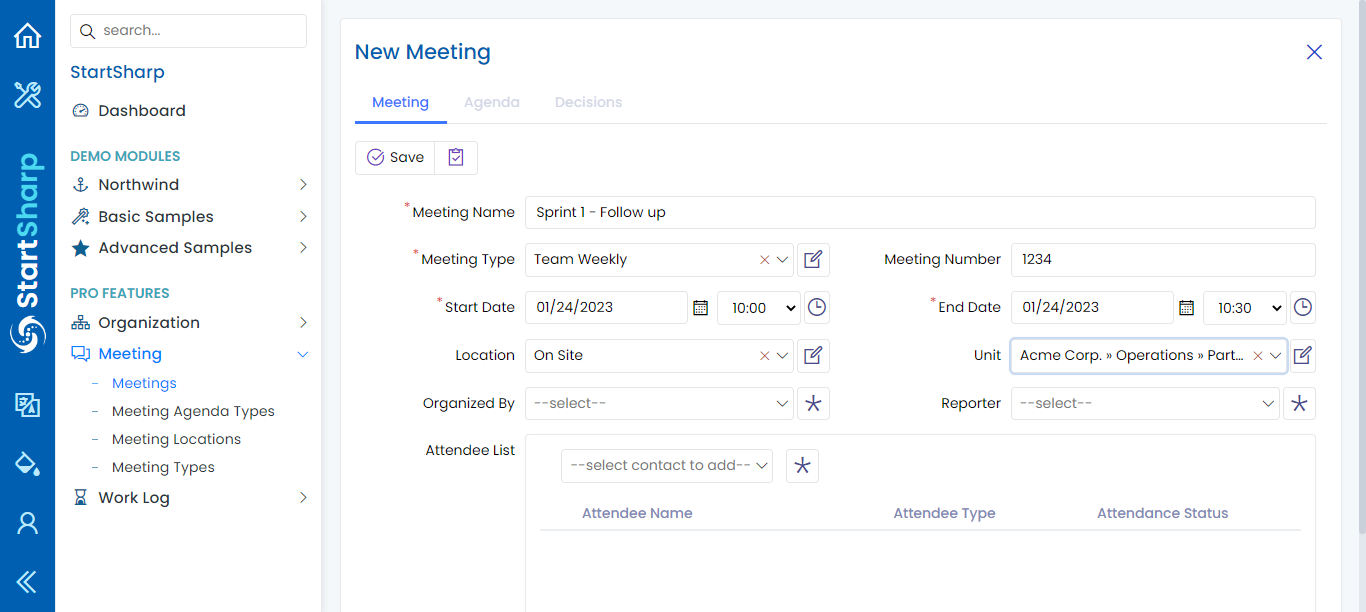 search...
StartSharp
Dashboard
DEMO MODULES
Northwind
Basic Samples
Advanced Samples
PRO FEATURES
Organization
Meeting
Meetings
Meeting Agenda Types
Meeting Locations
Meeting Types
Work Log
StartSharp
New Meeting
Meeting Agenda Decisions
Save
*Meeting Name Sprint 1 - Follow up
*Meeting Type Team Weekly Meeting Number 1234
*Start Date 01/24/2023 10:00 *End Date 01/24/2023 10:30
Location On Site Unit Acme Corp. » Operations » Part...
Organized By --select-- Reporter --select--
Attendee List --select contact to add--
Attendee Name Attendee Type Attendance Status